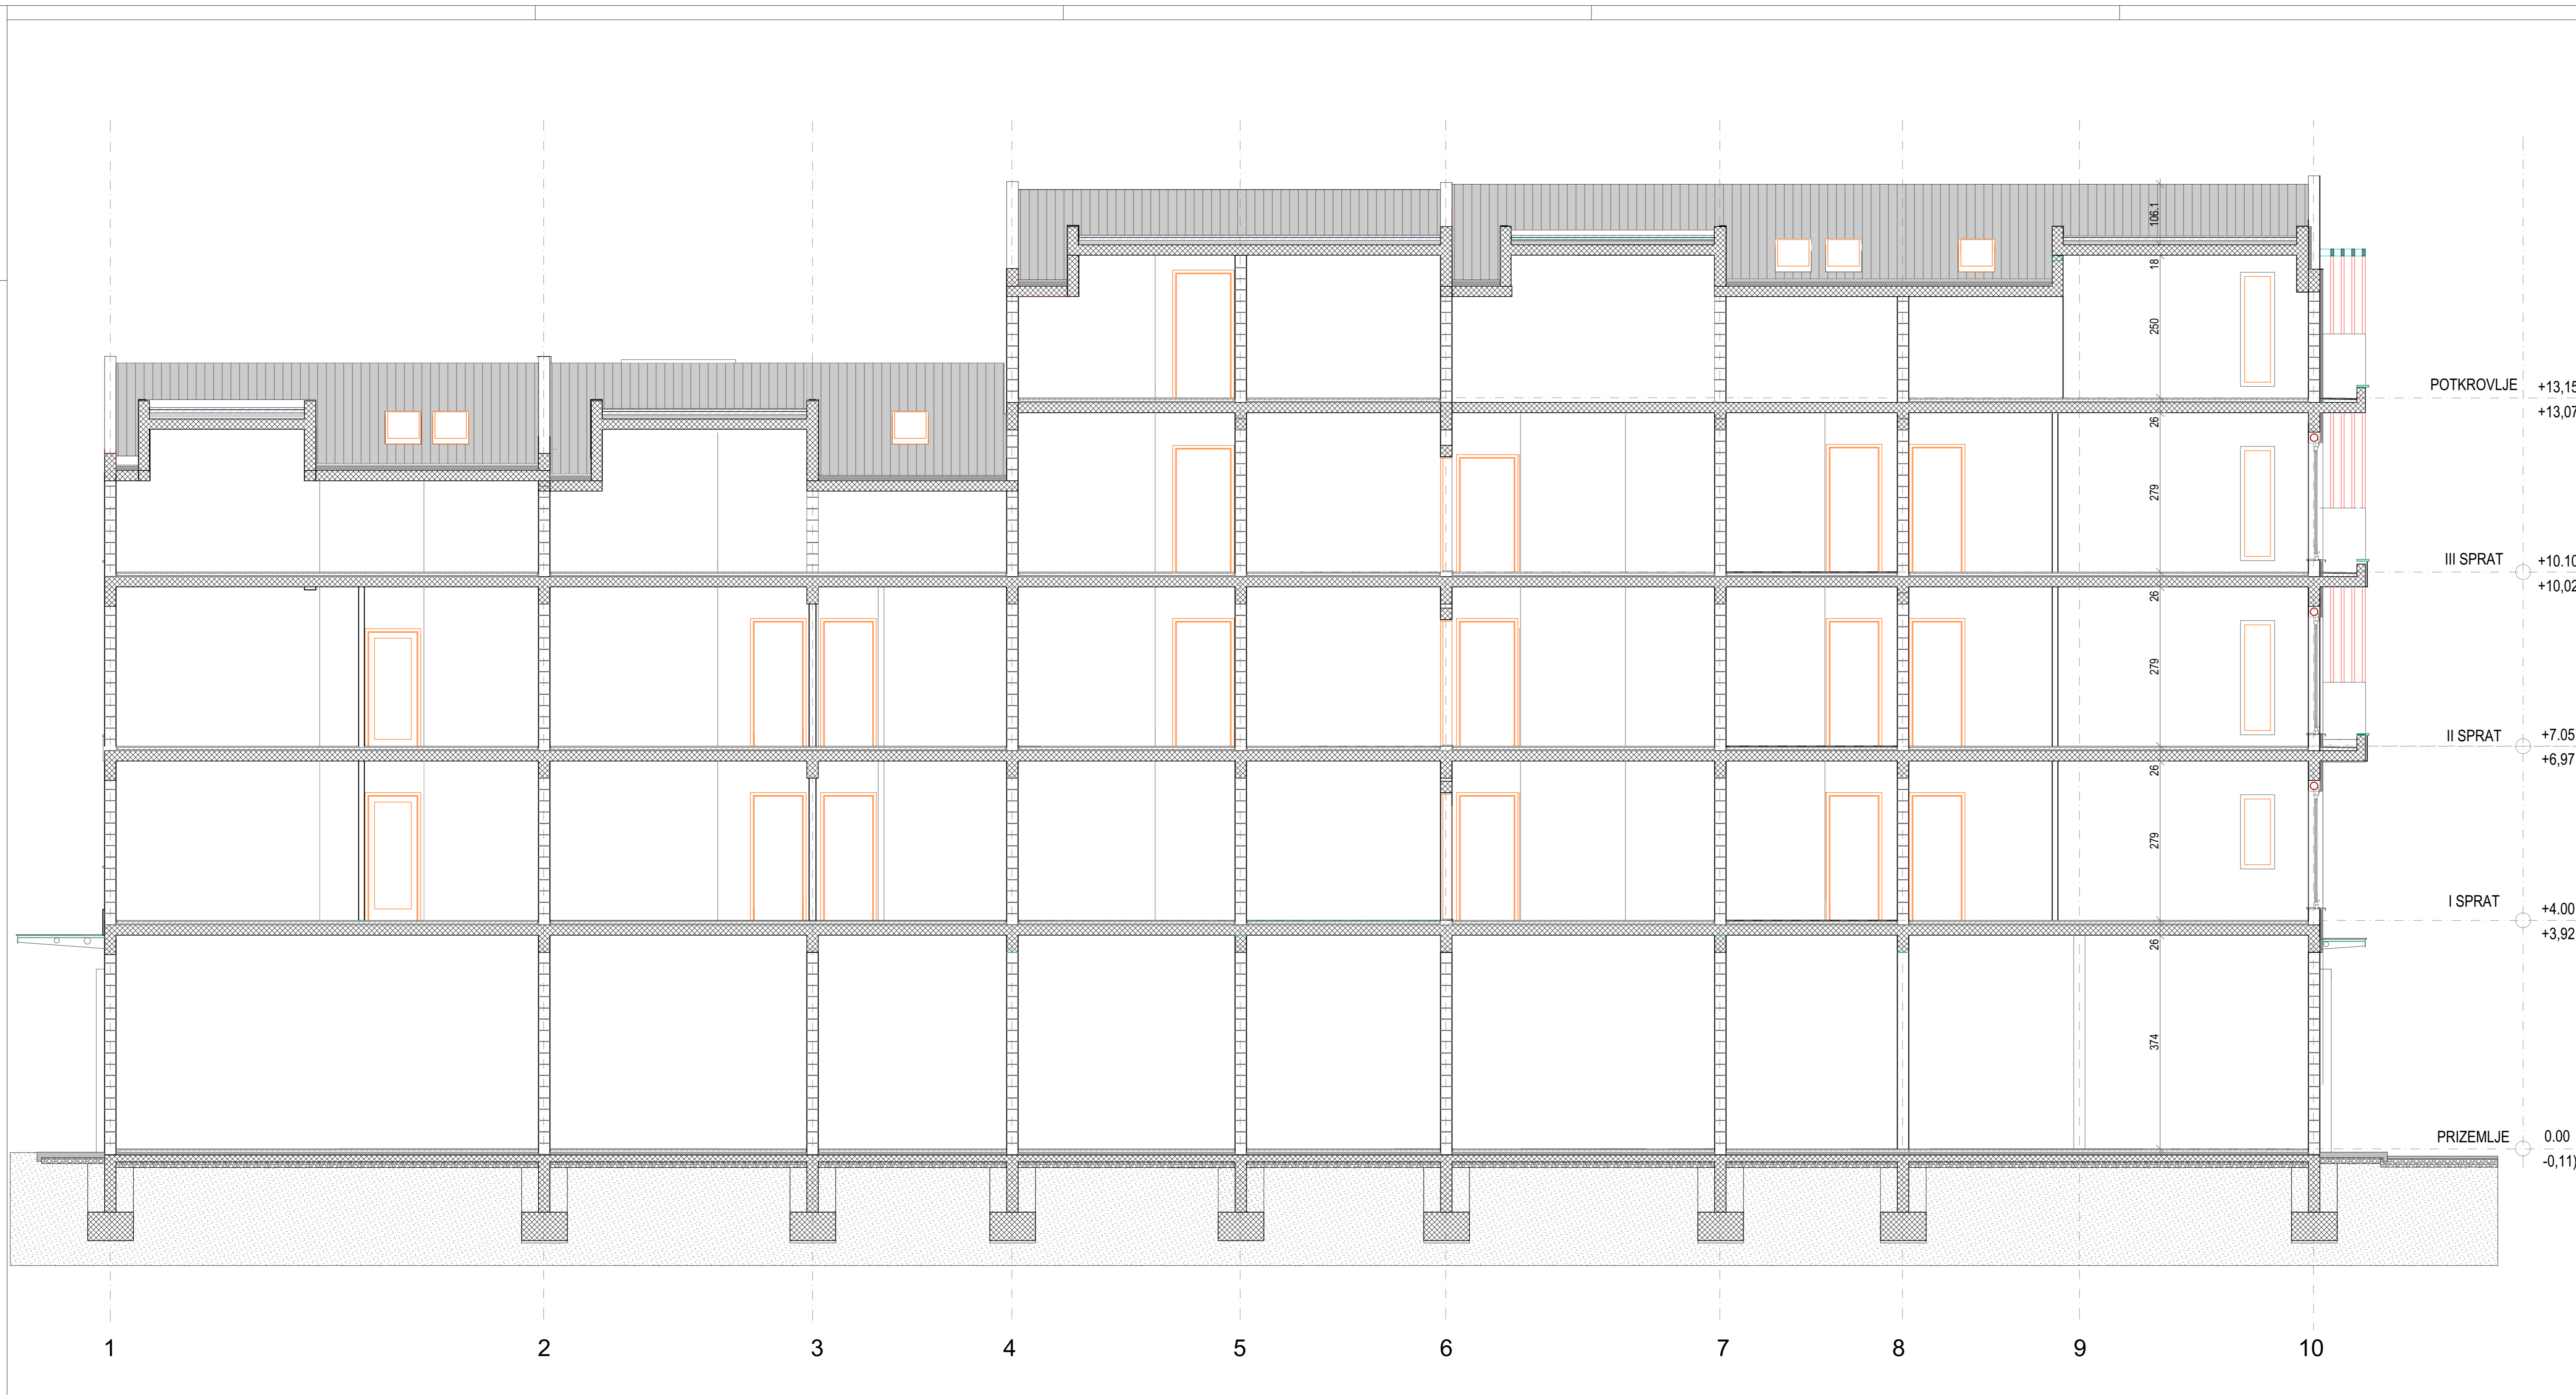 106.1
18
250
POTKROVLJE +13,15
+13,07
26
279
III SPRAT +10.10
+10,02
26
279
II SPRAT +7.05
+6,97
26
279
I SPRAT +4.00
+3,92
26
374
PRIZEMLJE 0.00
-0,11)
1 2 3 4 5 6 7 8 9 10